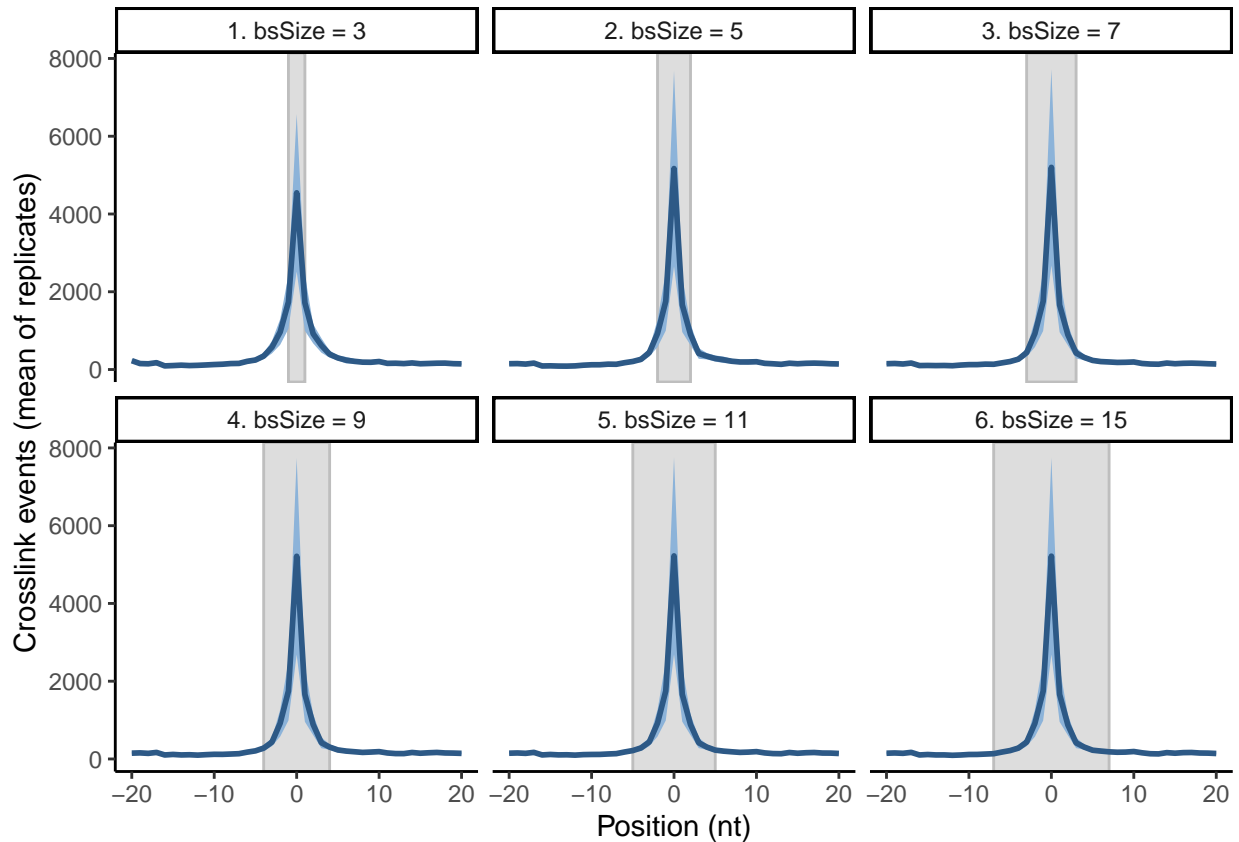 1. bsSize = 3
2. bsSize = 5
3. bsSize = 7
8000
6000
4000
2000
0
4. bsSize = 9
5. bsSize = 11
6. bsSize = 15
8000
6000
4000
2000
0
−20 −10 0 10 20
−20 −10 0 10 20
−20 −10 0 10 20
Position (nt)
Crosslink events (mean of replicates)